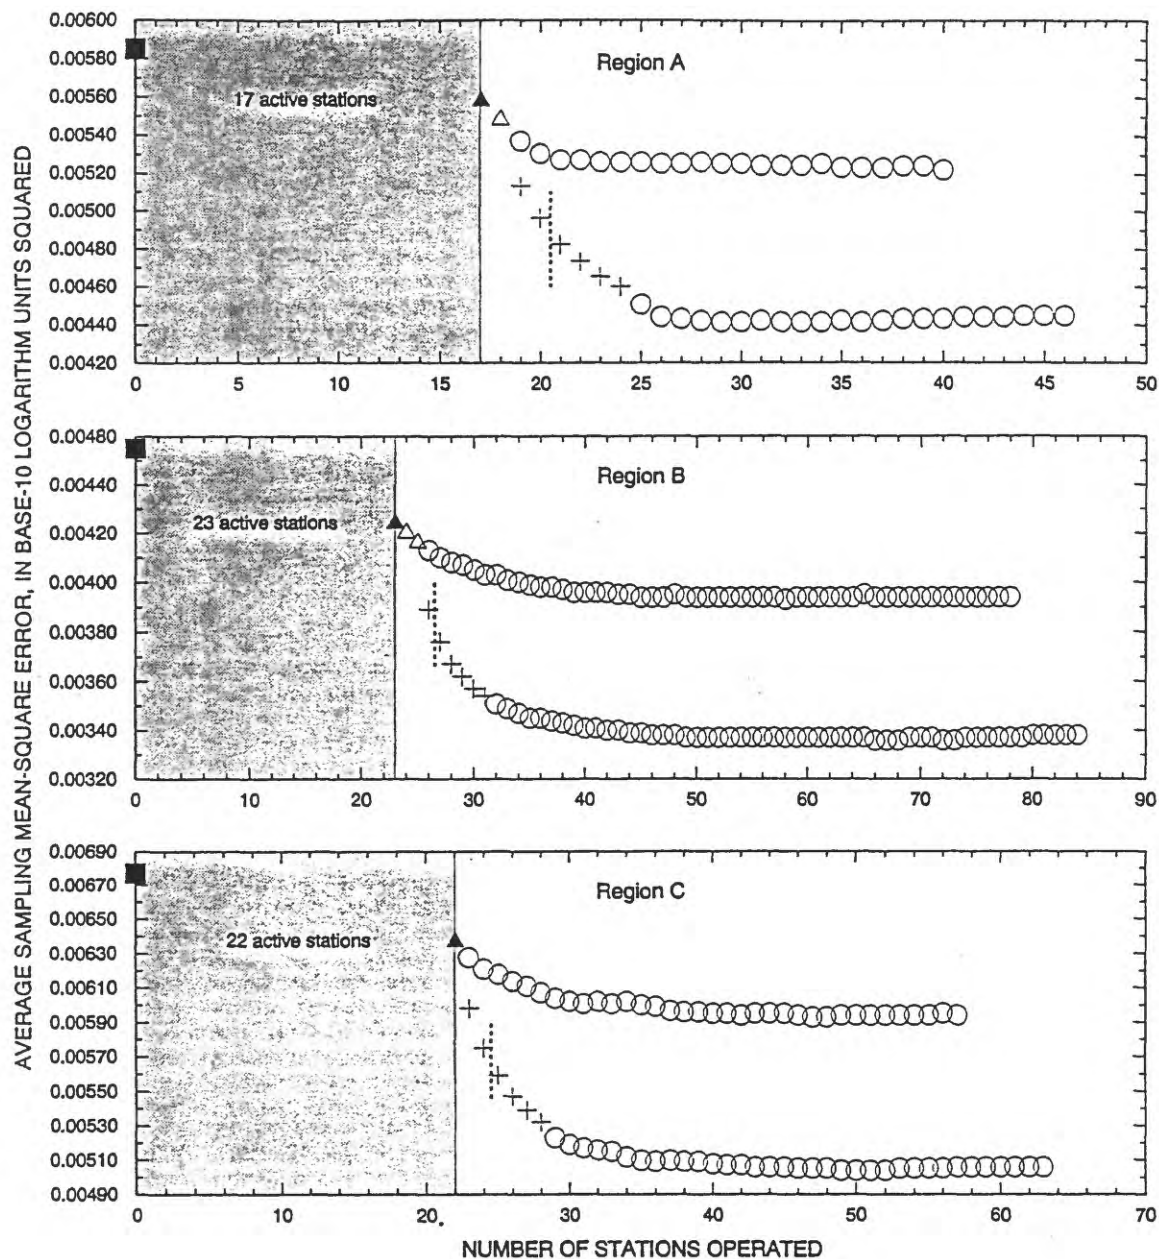 AVERAGE SAMPLING MEAN-SQUARE ERROR, IN BASE-10 LOGARITHM UNITS SQUARED
0.00600
0.00580
0.00560
0.00540
0.00520
0.00500
0.00480
0.00460
0.00440
0.00420
Region A
17 active stations
0 5 10 15 20 25 30 35 40 45 50
0.00480
0.00460
0.00440
0.00420
0.00400
0.00380
0.00360
0.00340
0.00320
Region B
23 active stations
0 10 20 30 40 50 60 70 80 90
0.00690
0.00670
0.00650
0.00630
0.00610
0.00590
0.00570
0.00550
0.00530
0.00510
0.00490
Region C
22 active stations
0 10 20. 30 40 50 60 70
NUMBER OF STATIONS OPERATED